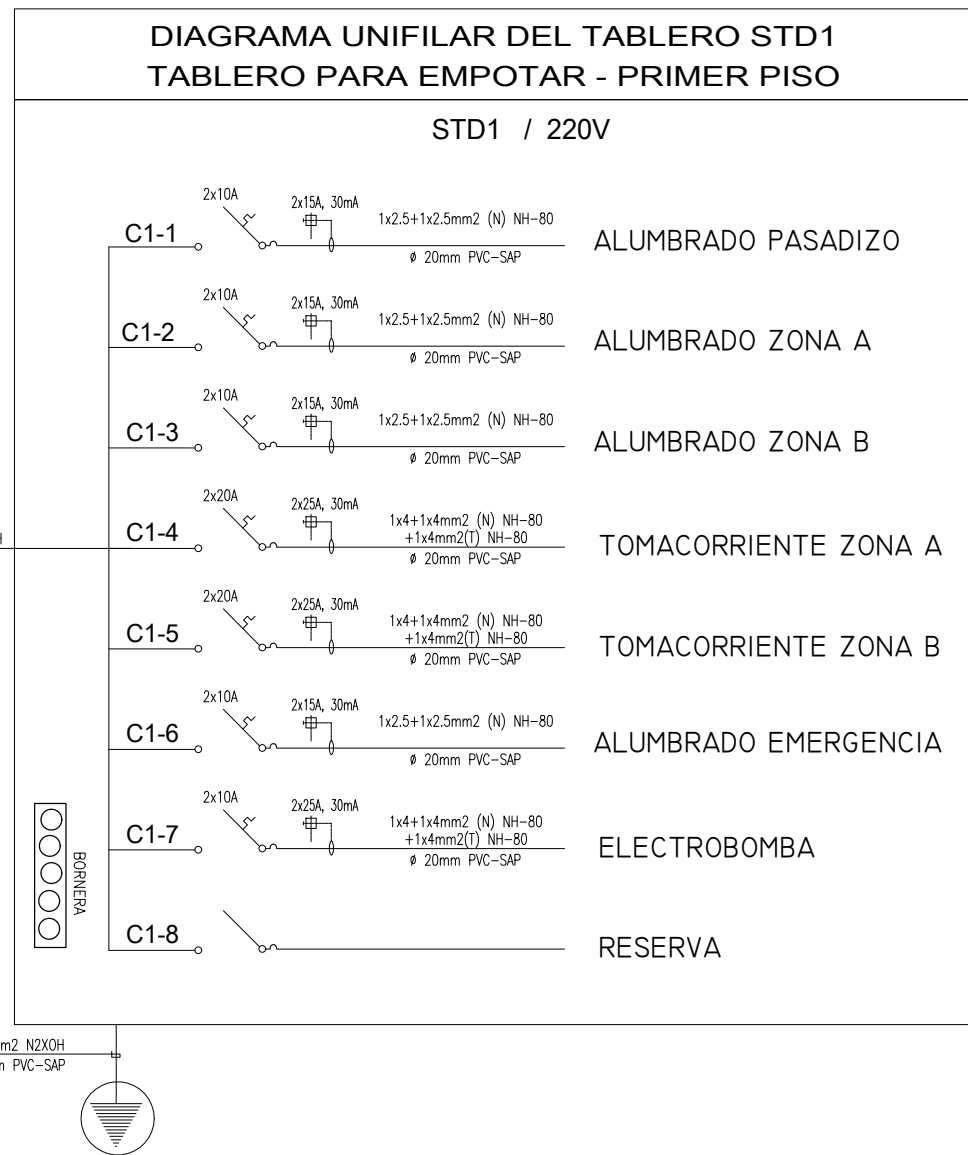 DIAGRAMA UNIFILAR DEL TABLERO STD1
TABLERO PARA EMPOTAR - PRIMER PISO
STD1 / 220V
C1-1
2x10A
2x15A, 30mA
1x2.5+1x2.5mm2 (N) NH-80
ø 20mm PVC-SAP
ALUMBRADO PASADIZO
C1-2
2x10A
2x15A, 30mA
1x2.5+1x2.5mm2 (N) NH-80
ø 20mm PVC-SAP
ALUMBRADO ZONA A
C1-3
2x10A
2x15A, 30mA
1x2.5+1x2.5mm2 (N) NH-80
ø 20mm PVC-SAP
ALUMBRADO ZONA B
C1-4
2x20A
2x25A, 30mA
1x4+1x4mm2 (N) NH-80
+1x4mm2(T) NH-80
ø 20mm PVC-SAP
TOMACORRIENTE ZONA A
C1-5
2x20A
2x25A, 30mA
1x4+1x4mm2 (N) NH-80
+1x4mm2(T) NH-80
ø 20mm PVC-SAP
TOMACORRIENTE ZONA B
C1-6
2x10A
2x15A, 30mA
1x2.5+1x2.5mm2 (N) NH-80
ø 20mm PVC-SAP
ALUMBRADO EMERGENCIA
C1-7
2x10A
2x25A, 30mA
1x4+1x4mm2 (N) NH-80
+1x4mm2(T) NH-80
ø 20mm PVC-SAP
ELECTROBOMBA
BORNERA
C1-8
RESERVA
m2 N2XOH
PVC-SAP